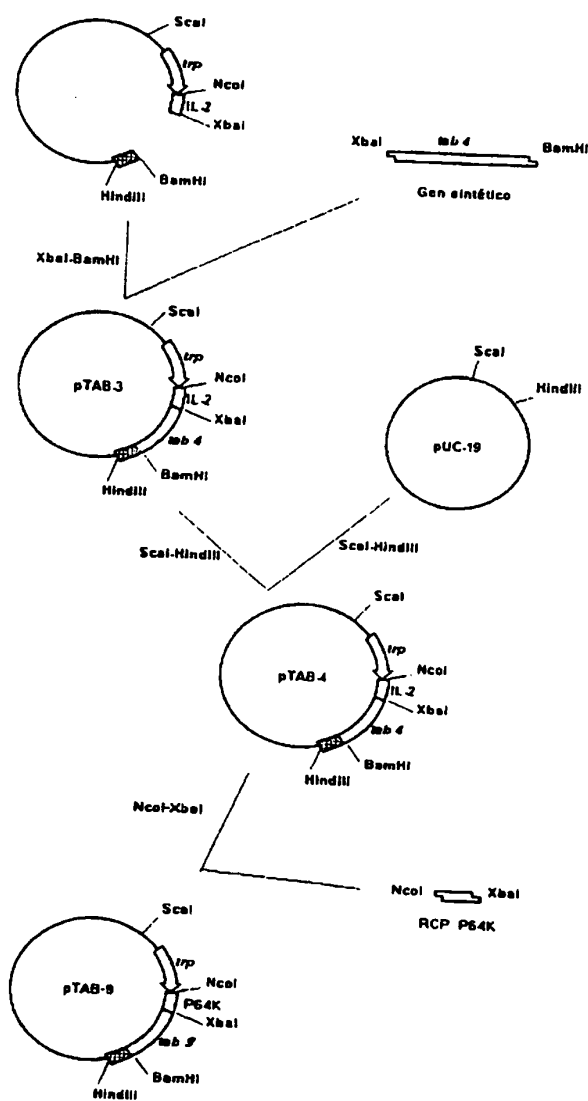 ScaI
trp
NcoI
IL-2
XbaI
BamHI
HindIII
XbaI
tab 4
BamHI
Gen sintético
XbaI-BamHI
ScaI
trp
pTAB-3
NcoI
IL-2
XbaI
tab 4
BamHI
HindIII
ScaI
HindIII
pUC-19
ScaI-HindIII
ScaI-HindIII
ScaI
trp
pTAB-4
NcoI
IL-2
XbaI
tab 4
BamHI
HindIII
NcoI-XbaI
NcoI
XbaI
RCP P64K
ScaI
trp
NcoI
P64K
XbaI
tab
BamHI
HindIII